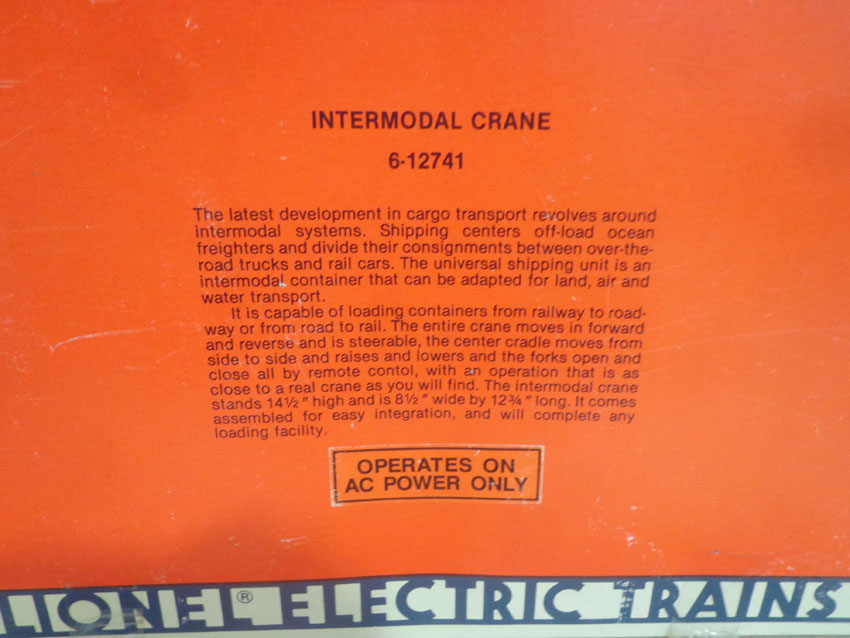 INTERMODAL CRANE
6-12741
The latest development in cargo transport revolves around
intermodal systems. Shipping centers off-load ocean
freighters and divide their consignments between over-the-
road trucks and rail cars. The universal shipping unit is an
intermodal container that can be adapted for land, air and
water transport.
It is capable of loading containers from railway to road-
way or from road to rail. The entire crane moves in forward
and reverse and is steerable, the center cradle moves from
side to side and raises and lowers and the forks open and
close all by remote contol, with an operation that is as
close to a real crane as you will find. The intermodal crane
stands 14½" high and is 8½" wide by 12¾" long. It comes
assembled for easy integration, and will complete any
loading facility.
OPERATES ON
AC POWER ONLY
LIONEL® ELECTRIC TRAINS